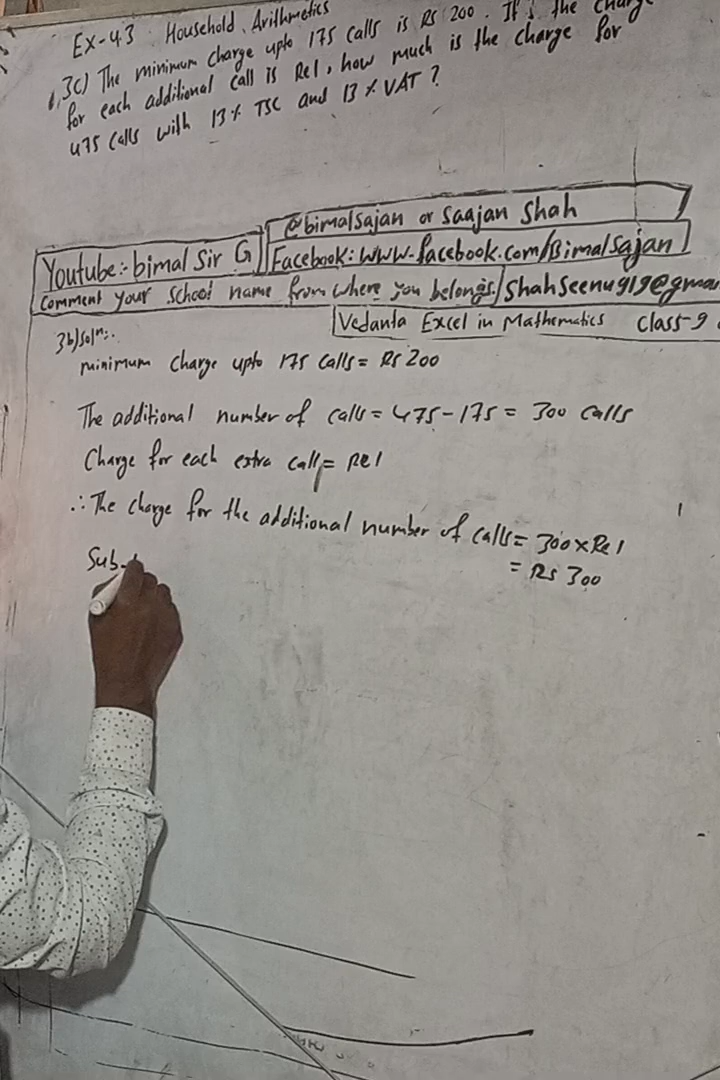 Ex-4.3 Household Arithmetics
3c) The minimum charge upto 175 calls is RS 200. If the charge
for each additional call is Re1, how much is the charge for
475 calls with 13% TSC and 13% VAT?
@bimalsajan or Saajan Shah
Youtube:- bimal Sir G
Facebook: www.facebook.com/Bimalsajan
Comment your School name from where you belongs.
Shahseenu919@gmai
Vedanta Excel in Mathematics Class-9
3b) Solⁿ:-
minimum Charge upto 175 Calls = RS 200
The additional number of calls = 475-175 = 300 Calls
Charge for each extra call = Re1
∴ The charge for the additional number of calls = 300×Re1
= RS 300
Sub-t